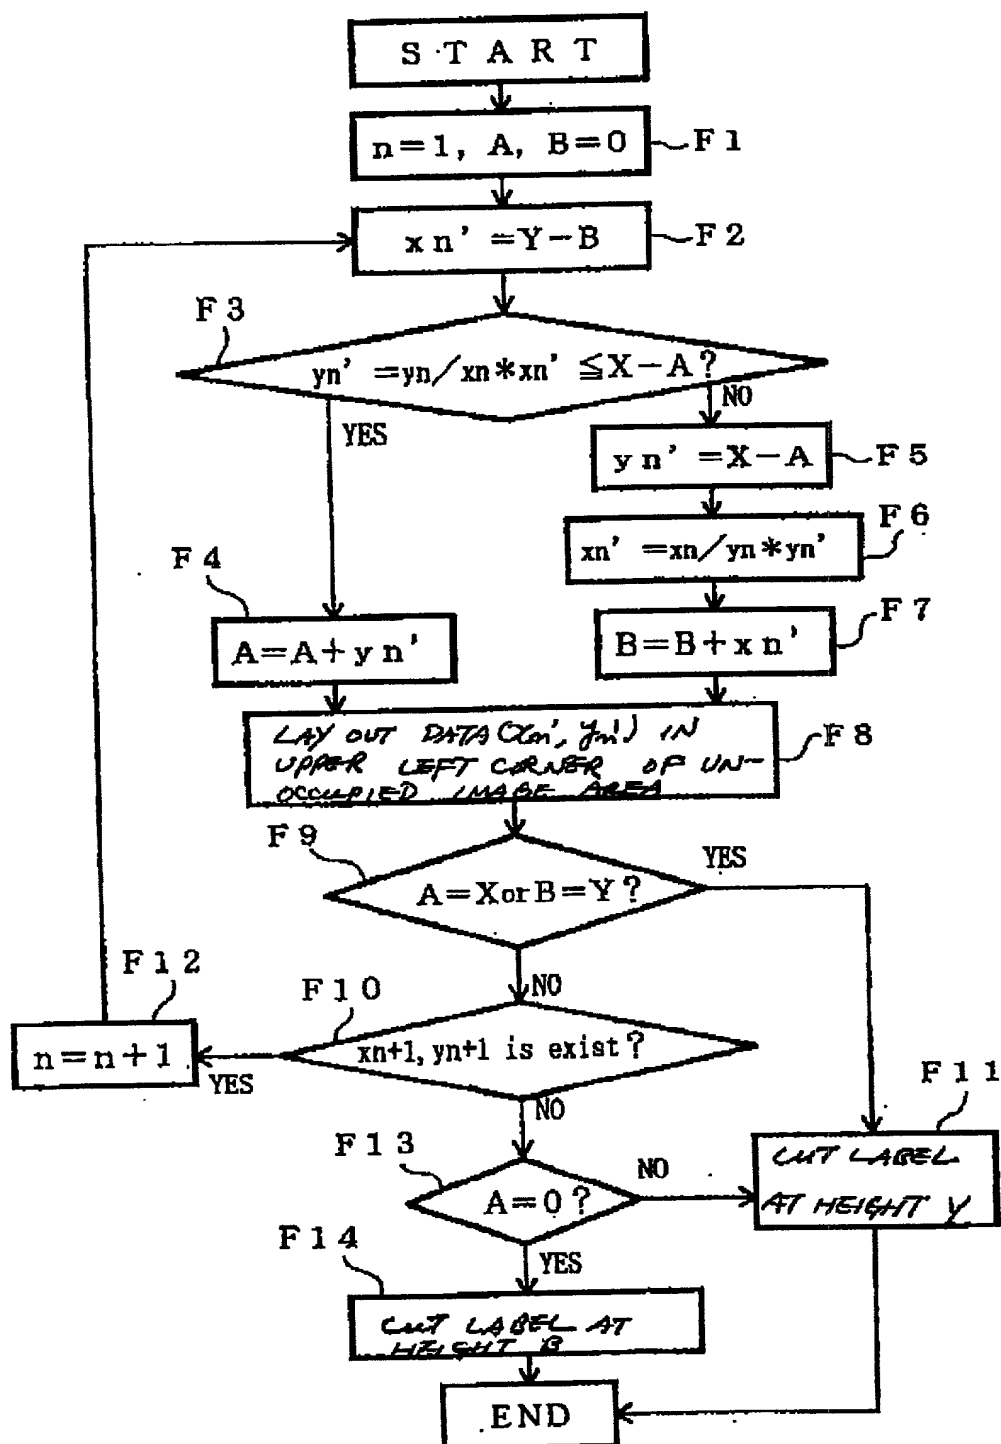 START
n=1, A, B=0
F1
xn'=Y-B
F2
F3
yn'=yn/xn*xn'≦X-A?
NO
YES
yn'=X-A
F5
F6
xn'=xn/yn*yn'
F4
F7
A=A+yn'
B=B+xn'
LAY OUT DATA(xn', yn') IN
UPPER LEFT CORNER OF UN-
OCCUPIED IMAGE AREA
F8
F9
YES
A=X or B=Y?
F12
NO
F10
n=n+1
xn+1, yn+1 is exist?
YES
F11
NO
F13
CUT LABEL
AT HEIGHT Y
NO
A=0?
F14
YES
CUT LABEL AT
HEIGHT B
END